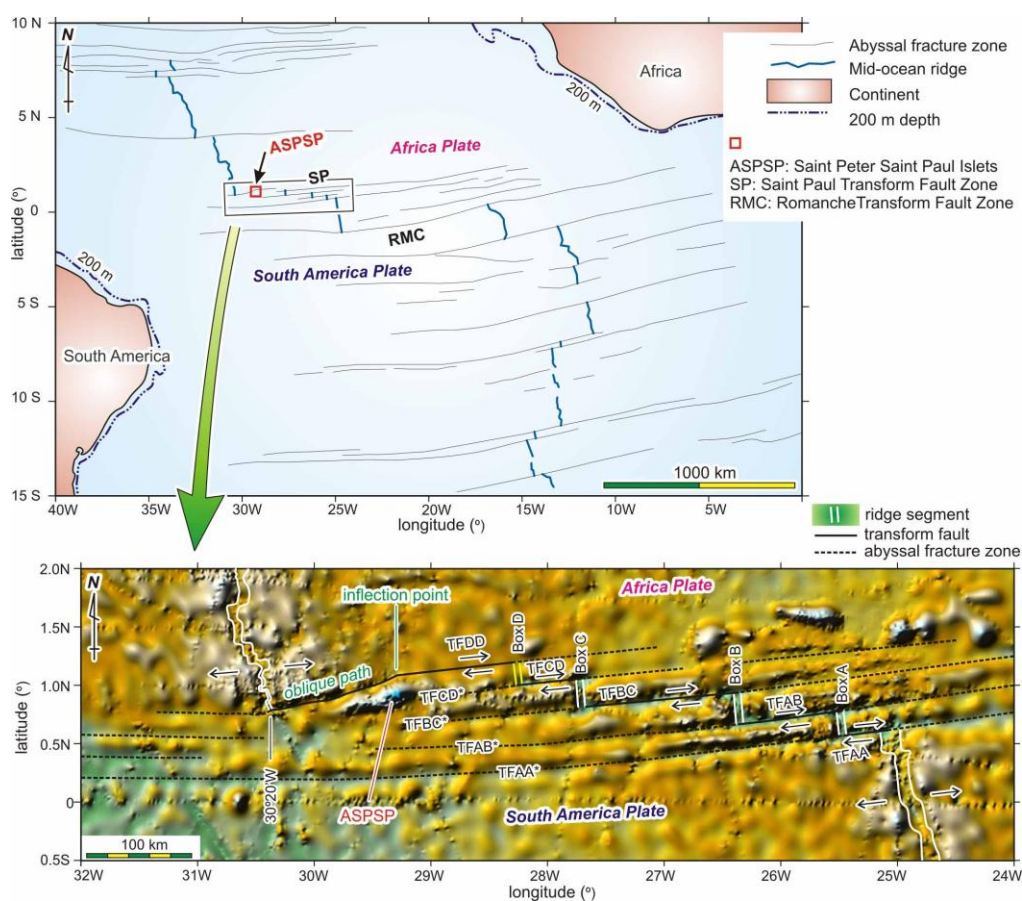 10 N
5 N
0
5 S
10 S
15 S
latitude (º)
N
200 m
Africa
ASPSP
Africa Plate
SP
RMC
South America Plate
200 m
South America
1000 km
40W
35W
30W
25W
20W
15W
10W
5W
longitude (º)
Abyssal fracture zone
Mid-ocean ridge
Continent
200 m depth
ASPSP: Saint Peter Saint Paul Islets
SP: Saint Paul Transform Fault Zone
RMC: RomancheTransform Fault Zone
ridge segment
transform fault
abyssal fracture zone
2.0N
1.5N
1.0N
0.5N
0
0.5S
latitude (º)
N
Africa Plate
inflection point
oblique path
TFDD
Box D
TFCD
Box C
TFBC
Box B
TFAB
Box A
TFAA
TFCD*
TFBC*
TFAB*
TFAA*
30°20'W
ASPSP
South America Plate
100 km
32W
31W
30W
29W
28W
27W
26W
25W
24W
longitude (º)